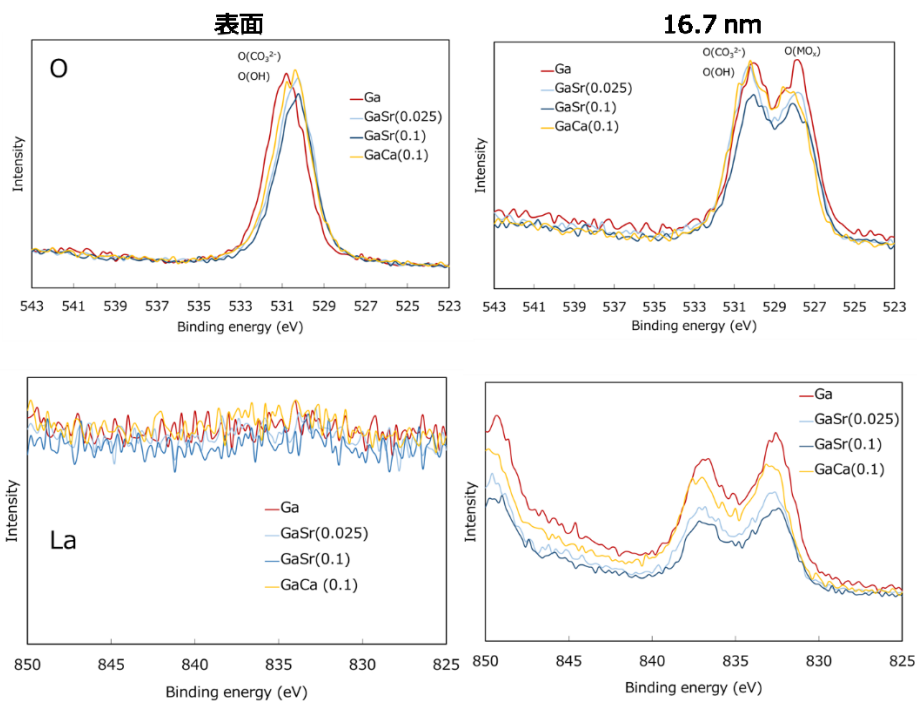 表面
16.7 nm
O
O(CO₃²⁻)
O(OH)
Ga
GaSr(0.025)
GaSr(0.1)
GaCa(0.1)
Intensity
543 541 539 537 535 533 531 529 527 525 523
Binding energy (eV)
O(CO₃²⁻)
O(OH)
O(MOₓ)
Ga
GaSr(0.025)
GaSr(0.1)
GaCa(0.1)
Intensity
543 541 539 537 535 533 531 529 527 525 523
Binding energy (eV)
La
Ga
GaSr(0.025)
GaSr(0.1)
GaCa (0.1)
Intensity
850 845 840 835 830 825
Binding energy (eV)
Ga
GaSr(0.025)
GaSr(0.1)
GaCa(0.1)
Intensity
850 845 840 835 830 825
Binding energy (eV)